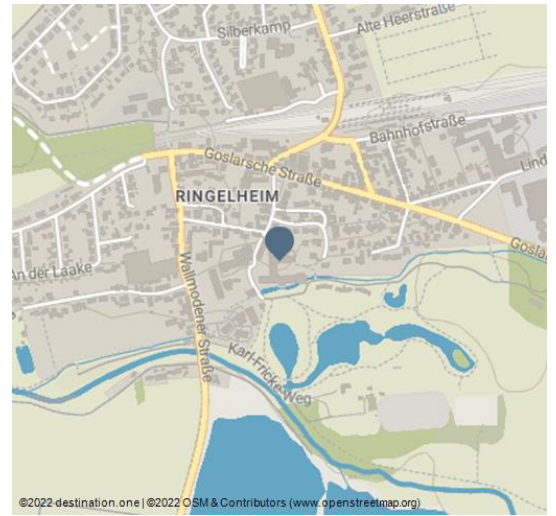 Silberkamp
Alte Heerstraße
Bahnhofstraße
Goslarsche Straße
Lind
RINGELHEIM
Gosla
An der Laake
Wallmodener Straße
Karl-Fricke-Weg
©2022 destination.one | ©2022 OSM & Contributors (www.openstreetmap.org)